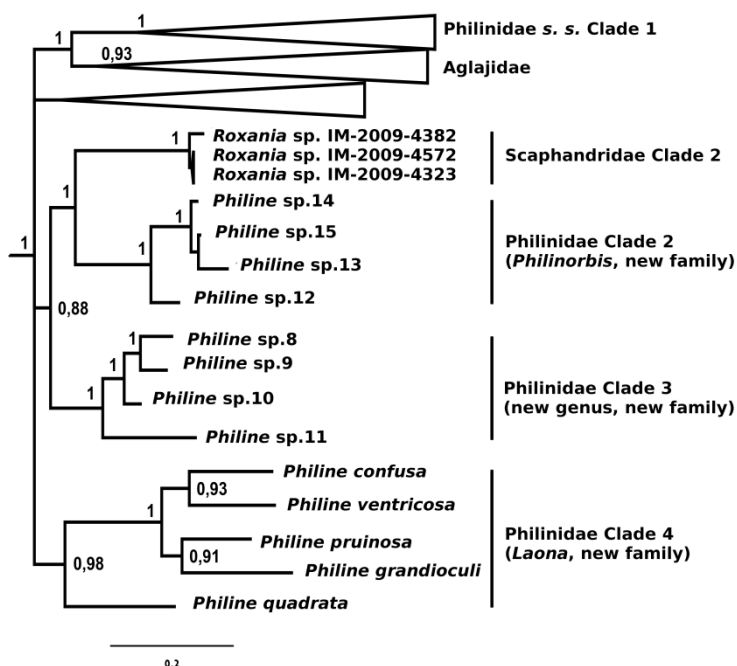 1
Philinidae s. s. Clade 1
1
0,93
Aglajidae
1
Roxania sp. IM-2009-4382
Roxania sp. IM-2009-4572
Roxania sp. IM-2009-4323
Scaphandridae Clade 2
1
1
Philine sp.14
Philine sp.15
Philine sp.13
Philine sp.12
1
Philinidae Clade 2
(Philinorbis, new family)
1
0,88
1
Philine sp.8
1
Philine sp.9
1
Philine sp.10
Philine sp.11
Philinidae Clade 3
(new genus, new family)
Philine confusa
0,93
Philine ventricosa
1
Philine pruinosa
0,91
Philine grandioculi
0,98
Philine quadrata
Philinidae Clade 4
(Laona, new family)
0.2